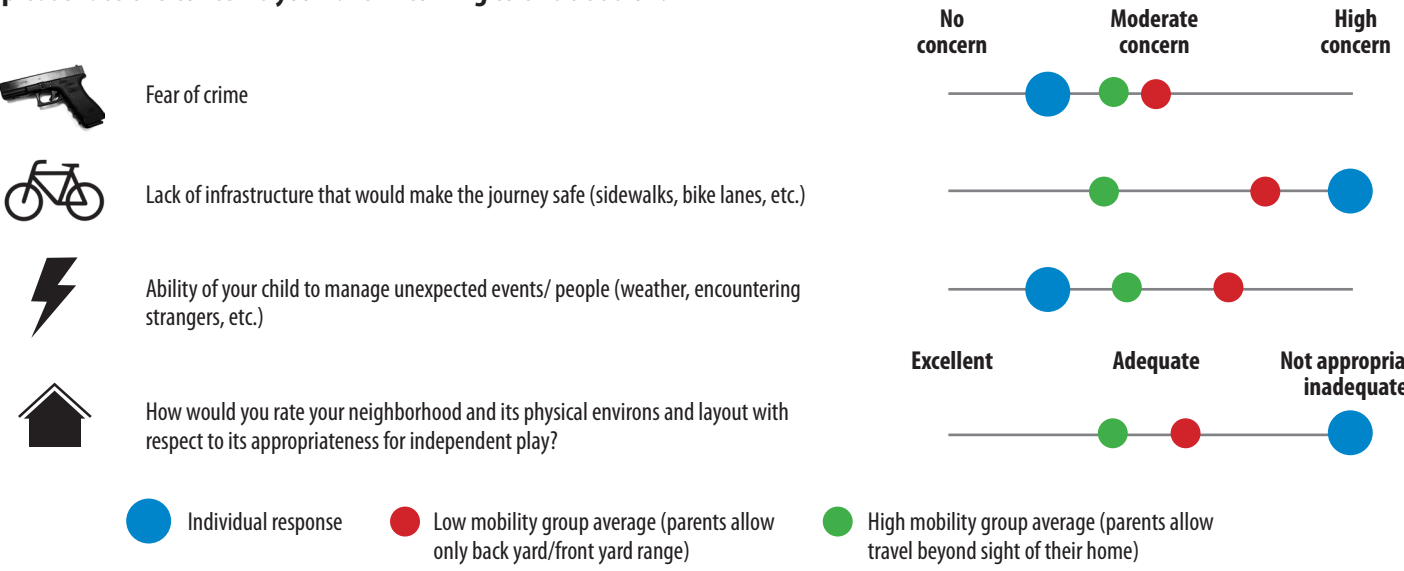 No
concern
Moderate
concern
High
concern
Fear of crime
Lack of infrastructure that would make the journey safe (sidewalks, bike lanes, etc.)
Ability of your child to manage unexpected events/ people (weather, encountering
strangers, etc.)
Excellent
Adequate
Not appropria
inadequate
How would you rate your neighborhood and its physical environs and layout with
respect to its appropriateness for independent play?
Individual response
Low mobility group average (parents allow
only back yard/front yard range)
High mobility group average (parents allow
travel beyond sight of their home)